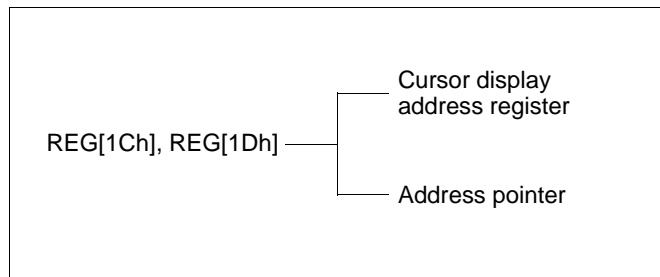 Cursor display
address register
REG[1Ch], REG[1Dh]
Address pointer